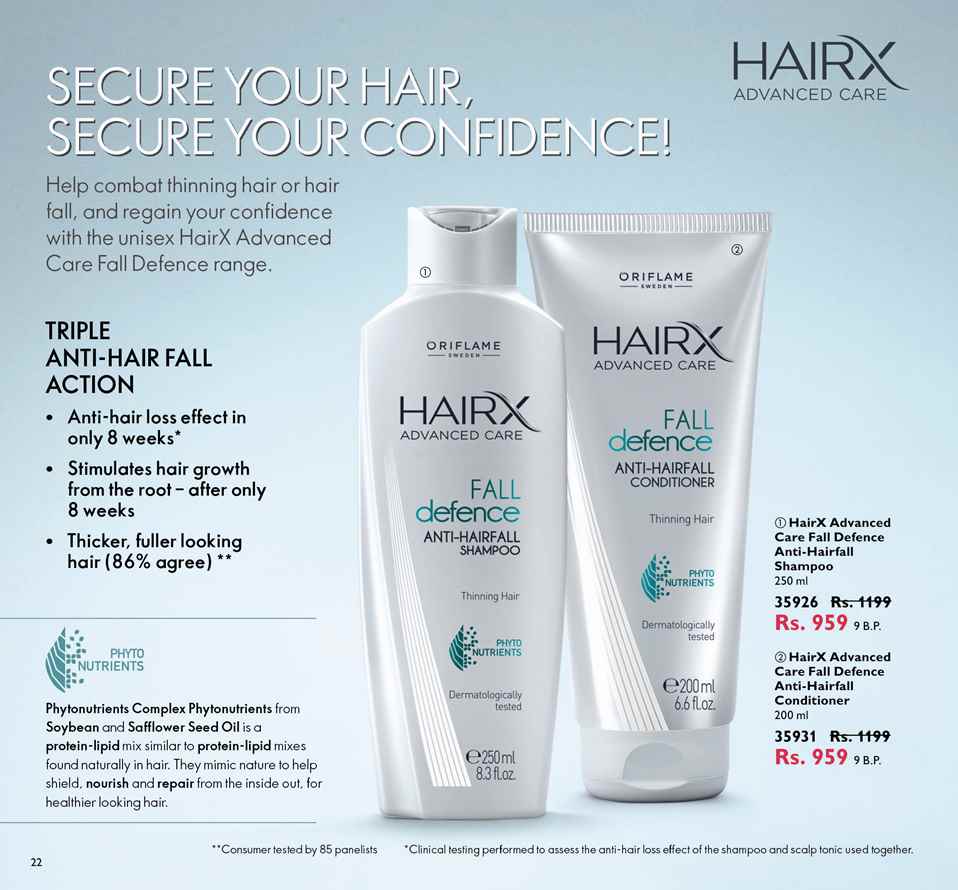 HAIRX
ADVANCED CARE
SECURE YOUR HAIR,
SECURE YOUR CONFIDENCE!
Help combat thinning hair or hair
fall, and regain your confidence
with the unisex HairX Advanced
Care Fall Defence range.
TRIPLE
ANTI-HAIR FALL
ACTION
• Anti-hair loss effect in
only 8 weeks*
• Stimulates hair growth
from the root – after only
8 weeks
• Thicker, fuller looking
hair (86% agree) **
PHYTO
NUTRIENTS
Phytonutrients Complex Phytonutrients from
Soybean and Safflower Seed Oil is a
protein-lipid mix similar to protein-lipid mixes
found naturally in hair. They mimic nature to help
shield, nourish and repair from the inside out, for
healthier looking hair.
①
ORIFLAME
SWEDEN
HAIRX
ADVANCED CARE
FALL
defence
ANTI-HAIRFALL
SHAMPOO
Thinning Hair
PHYTO
NUTRIENTS
Dermatologically
tested
℮250 ml
8.3 fl.oz.
②
ORIFLAME
SWEDEN
HAIRX
ADVANCED CARE
FALL
defence
ANTI-HAIRFALL
CONDITIONER
Thinning Hair
PHYTO
NUTRIENTS
Dermatologically
tested
℮200 ml
6.6 fl.oz.
① HairX Advanced
Care Fall Defence
Anti-Hairfall
Shampoo
250 ml
35926 Rs. 1199
Rs. 959 9 B.P.
② HairX Advanced
Care Fall Defence
Anti-Hairfall
Conditioner
200 ml
35931 Rs. 1199
Rs. 959 9 B.P.
**Consumer tested by 85 panelists *Clinical testing performed to assess the anti-hair loss effect of the shampoo and scalp tonic used together.
22